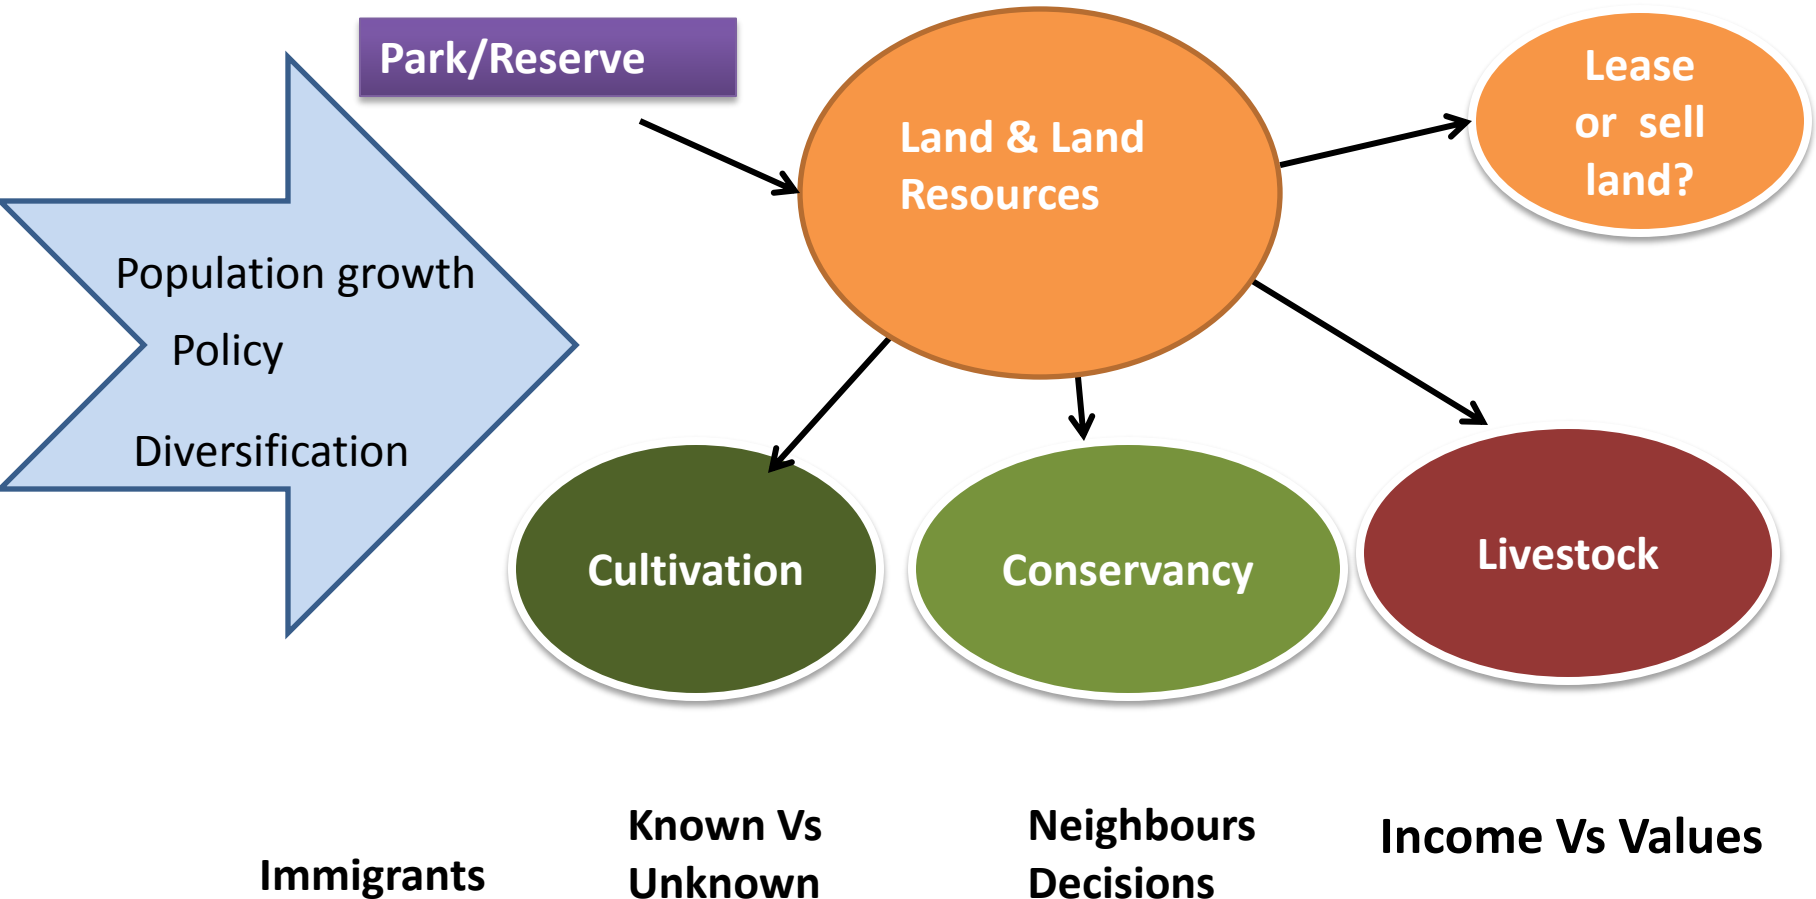 Park/Reserve
Land & Land
Resources
Lease
or sell
land?
Population growth
Policy
Diversification
Cultivation
Conservancy
Livestock
Immigrants
Known Vs
Unknown
Neighbours
Decisions
Income Vs Values